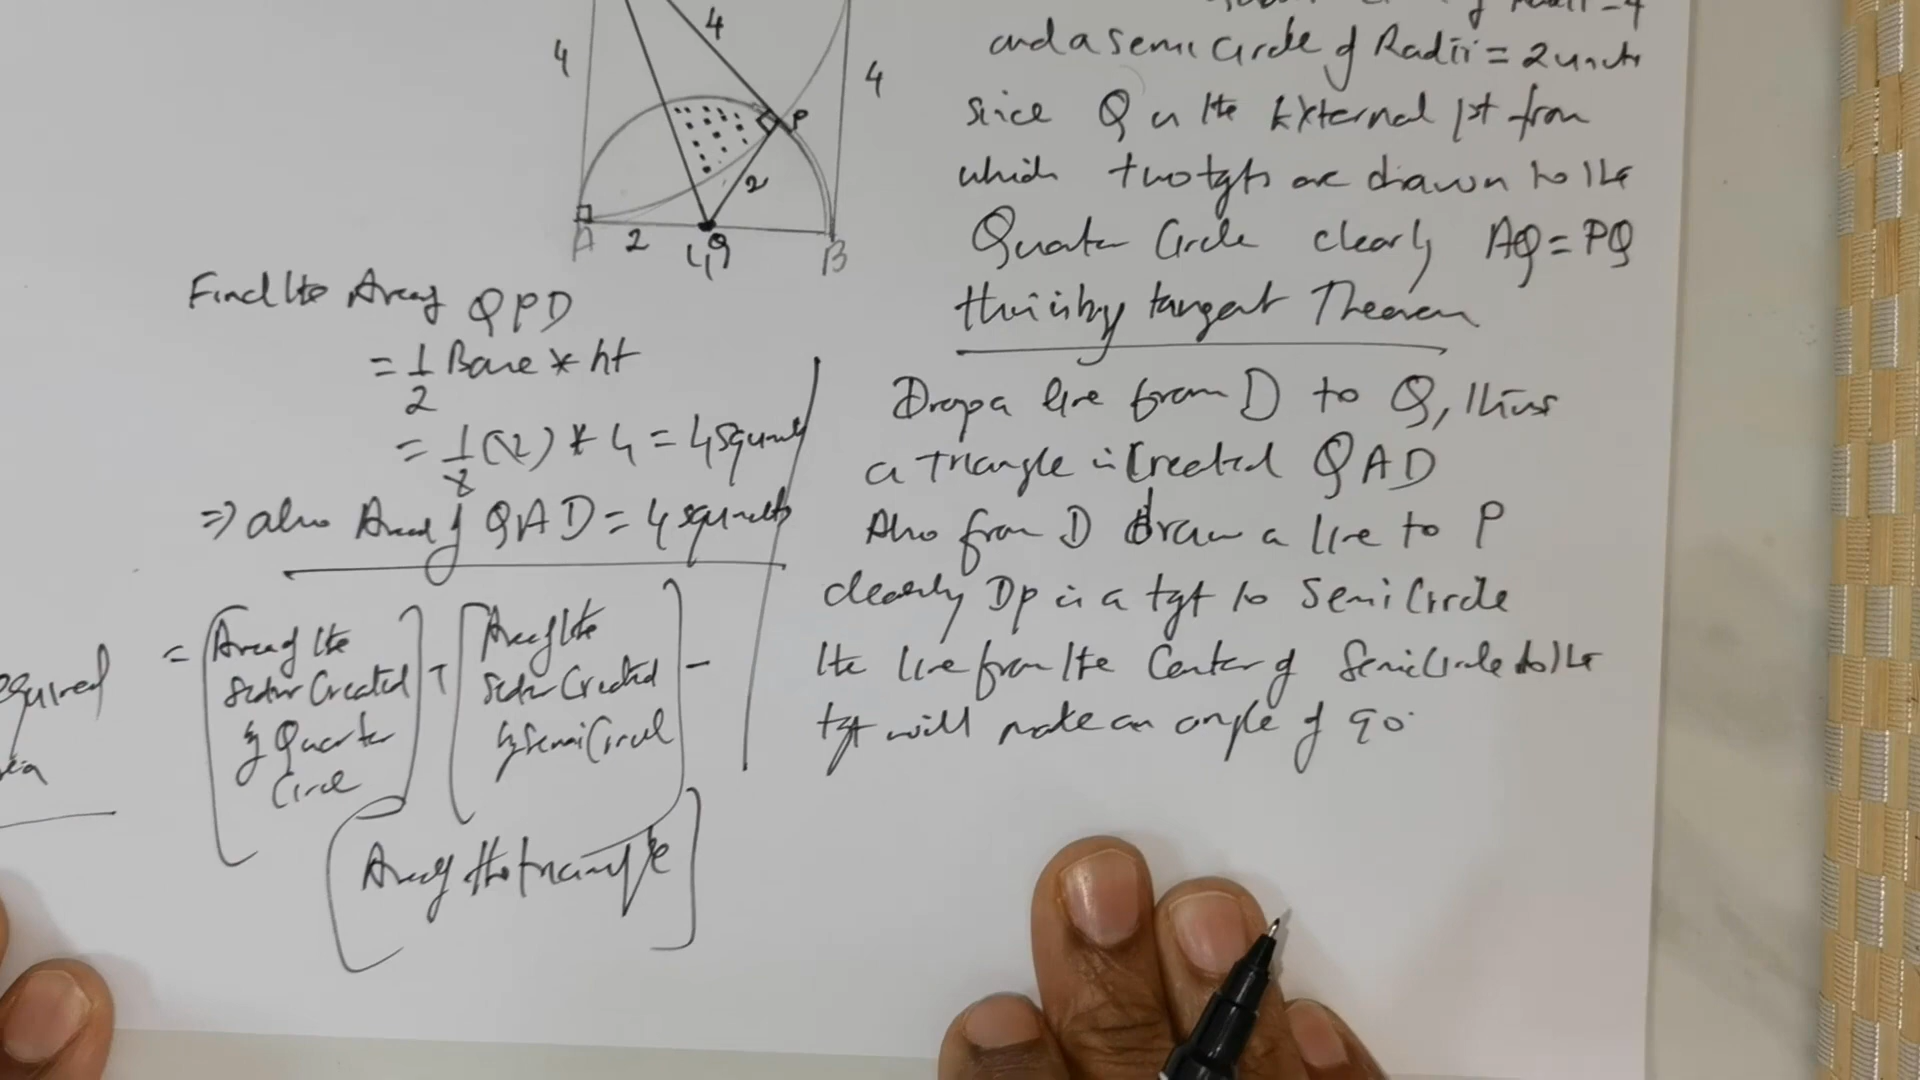 4
4
4
P
2
A
2
Q
B
and a semi Circle of Radii = 2 units
since Q is the External pt from
which two tgts are drawn to the
Quarter Circle clearly AQ = PQ
this is by tangent Theorem
Drop a line from D to Q, thus
a triangle is Created QAD
Also from D draw a line to P
clearly DP is a tgt to Semi Circle
the line from the Center of Semi Circle to the
tgt will make an angle of 90°
Find the Area of QPD
= 1/2 Base * ht
= 1/2 (2) * 4 = 4 squnits
⇒ also Area of QAD = 4 squnits
= [Area of the sector Created by Quarter Circle] + [Area of the sector Created by Semi Circle] -
[Area of the triangle]